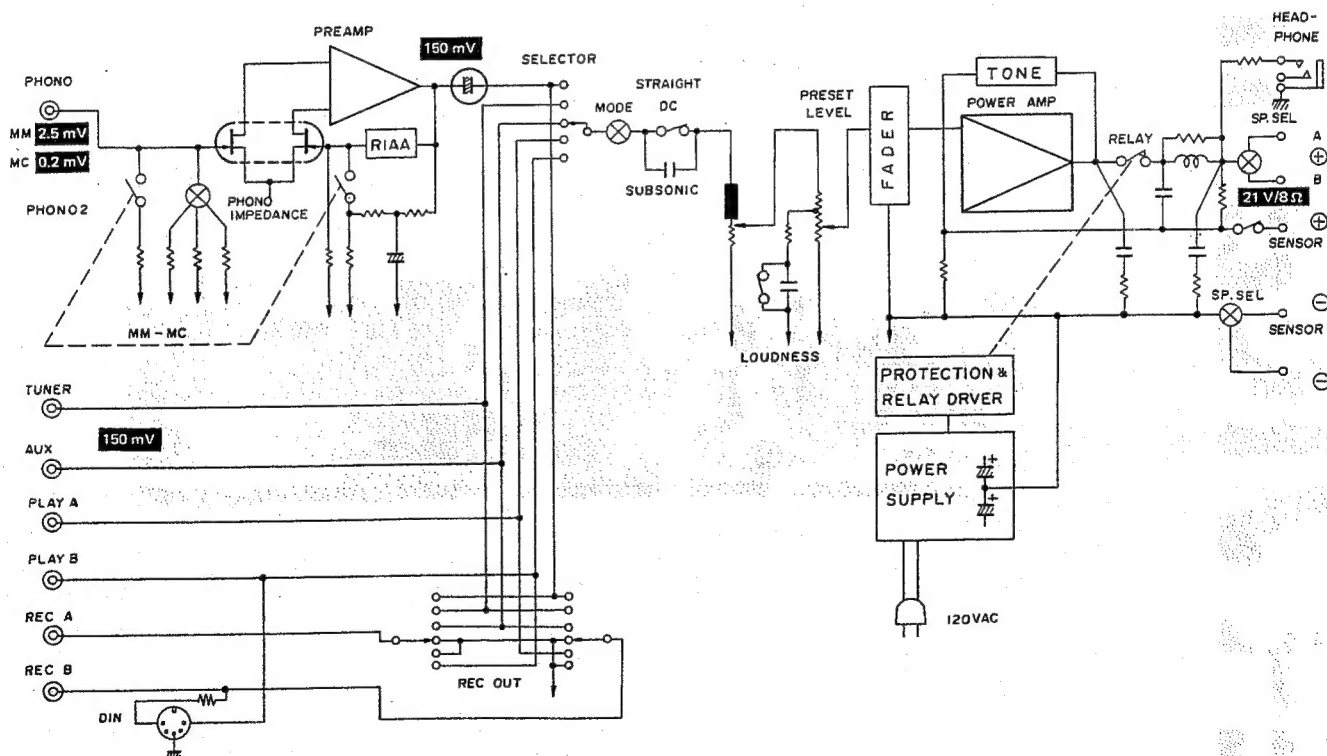 PREAMP
150 mV
SELECTOR
PHONO
MM 2.5 mV
MC 0.2 mV
PHONO 2
PHONO
IMPEDANCE
RIAA
MM-MC
MODE
STRAIGHT
DC
SUBSONIC
PRESET
LEVEL
LOUDNESS
FADER
TONE
POWER AMP
RELAY
HEAD-
PHONE
SP.SEL
A
+
B
21 V/8Ω
+
SENSOR
SP.SEL
−
SENSOR
−
PROTECTION &
RELAY DRVER
POWER
SUPPLY
+
+
120VAC
TUNER
150 mV
AUX
PLAY A
PLAY B
REC A
REC B
REC OUT
DIN